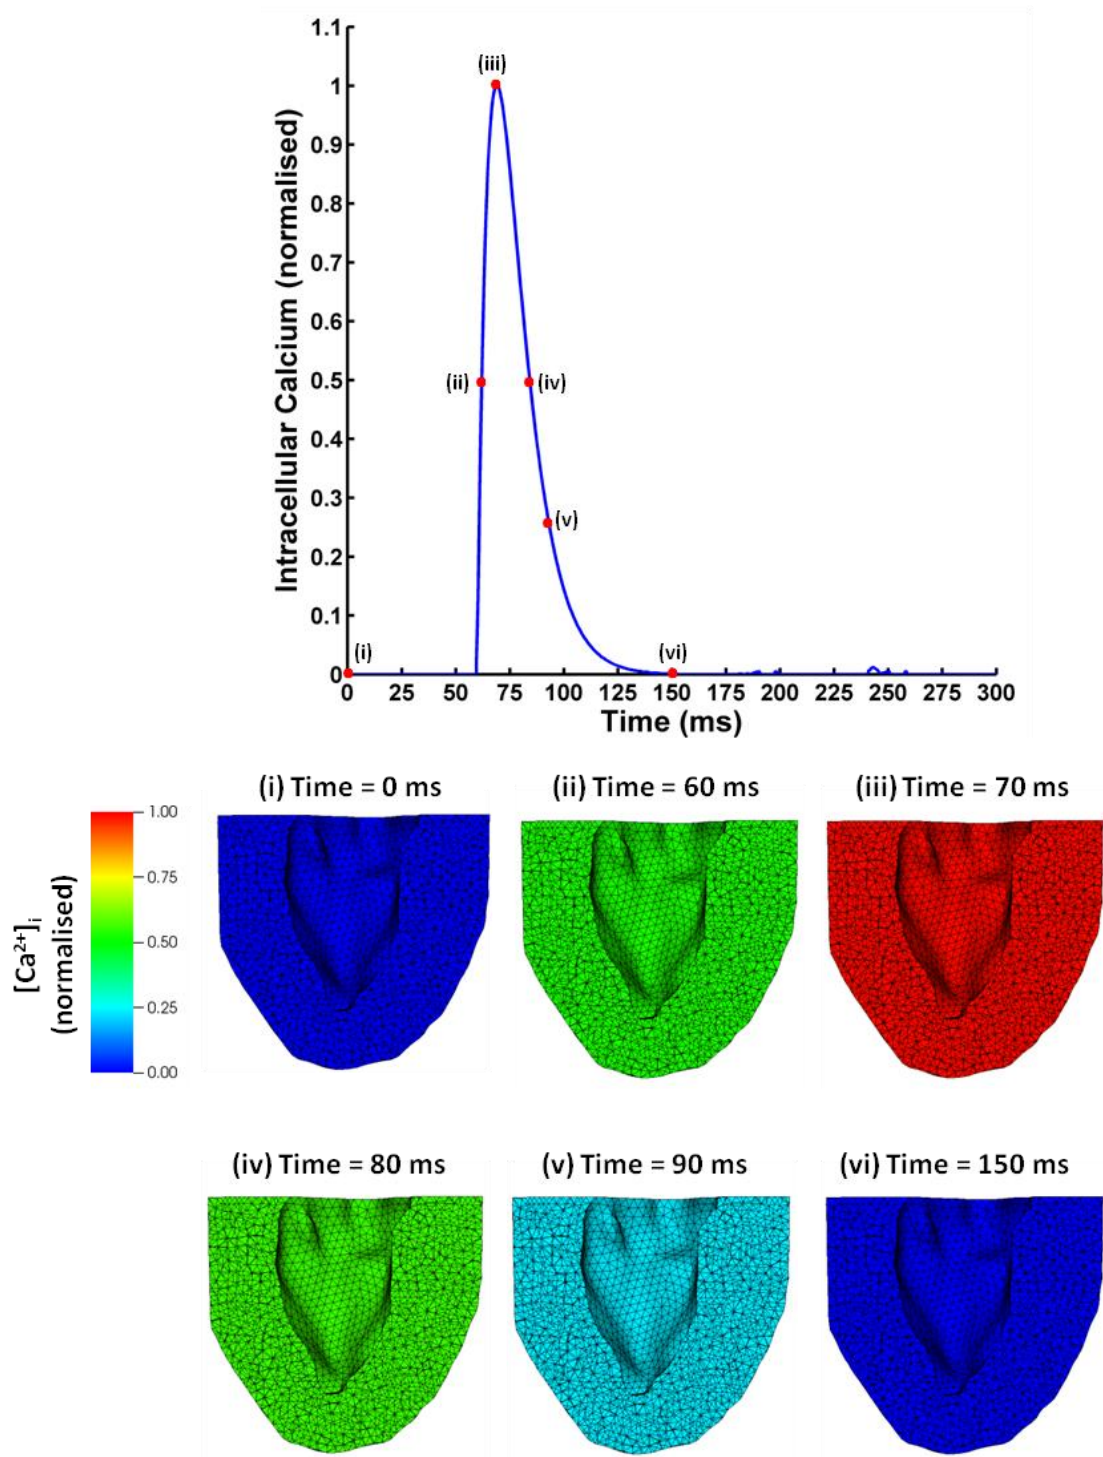 1.1
(iii)
1
0.9
0.8
0.7
0.6
0.5
(ii)
(iv)
0.4
0.3
(v)
0.2
0.1
(i)
(vi)
0
Intracellular Calcium (normalised)
0 25 50 75 100 125 150 175 200 225 250 275 300
Time (ms)
(i) Time = 0 ms
(ii) Time = 60 ms
(iii) Time = 70 ms
1.00
0.75
0.50
0.25
0.00
[Ca²⁺]ᵢ
(normalised)
(iv) Time = 80 ms
(v) Time = 90 ms
(vi) Time = 150 ms